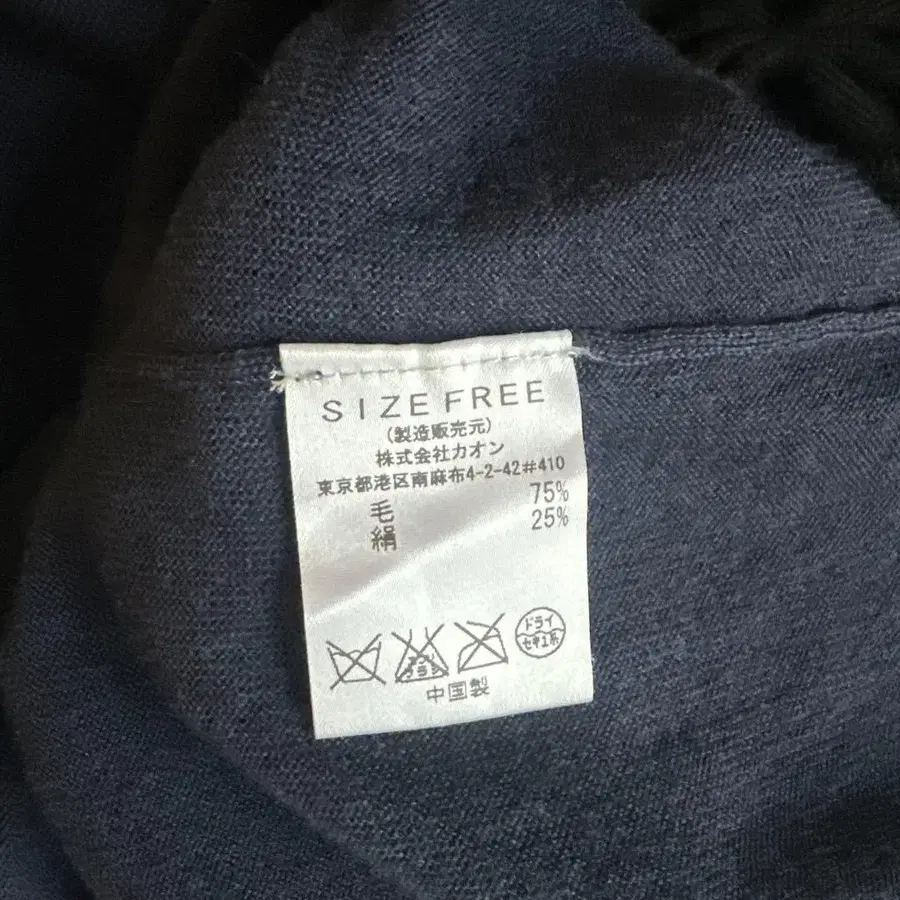 SIZE FREE
(製造販売元)
株式会社カオン
東京都港区南麻布4-2-42#410
毛 75%
絹 25%
ドライ
セキユ系
中国製